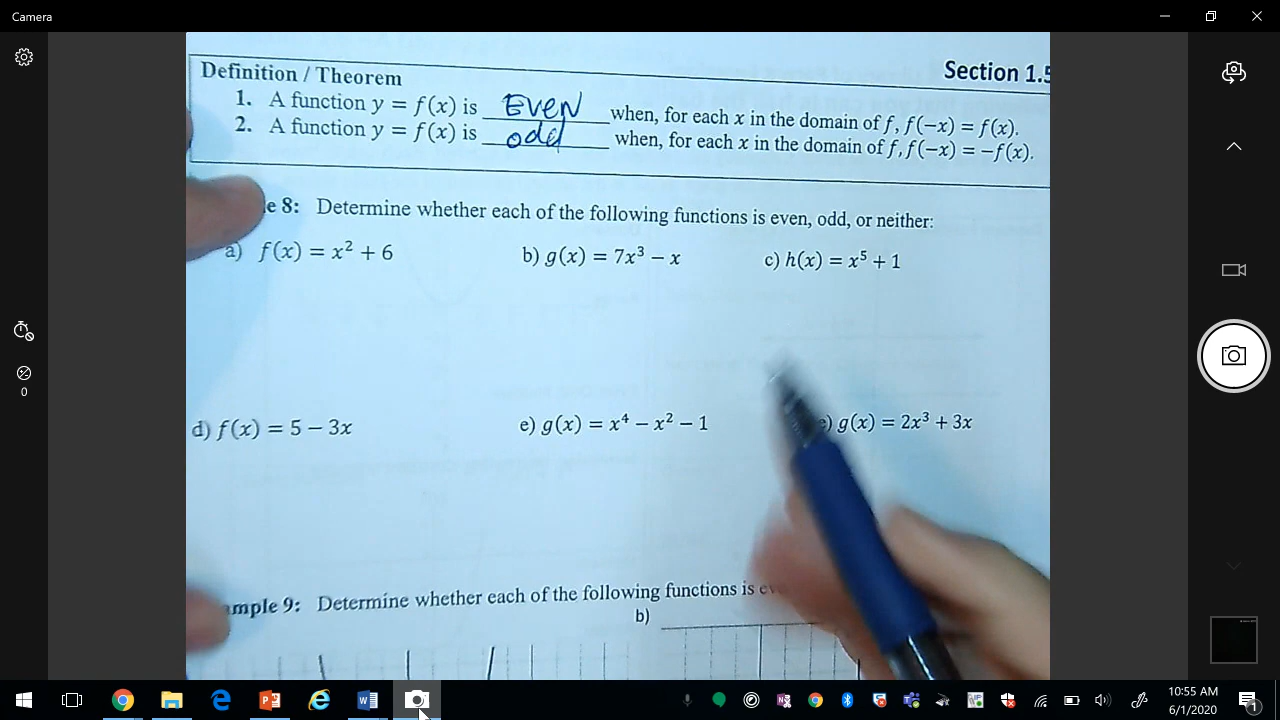 Camera
Section 1.5
Definition / Theorem
1. A function y = f(x) is Even when, for each x in the domain of f, f(−x) = f(x).
2. A function y = f(x) is odd when, for each x in the domain of f, f(−x) = −f(x).
e 8: Determine whether each of the following functions is even, odd, or neither:
a) f(x) = x² + 6 b) g(x) = 7x³ − x c) h(x) = x⁵ + 1
d) f(x) = 5 − 3x e) g(x) = x⁴ − x² − 1 e) g(x) = 2x³ + 3x
mple 9: Determine whether each of the following functions is
b)
0
10:55 AM
6/1/2020
1